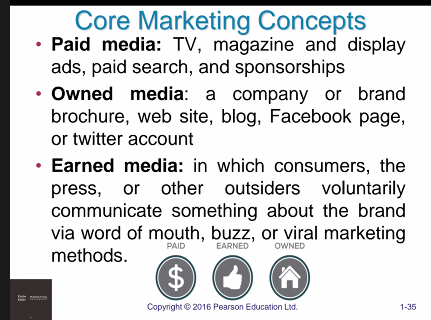 Core Marketing Concepts
• Paid media: TV, magazine and display
ads, paid search, and sponsorships
• Owned media: a company or brand
brochure, web site, blog, Facebook page,
or twitter account
• Earned media: in which consumers, the
press, or other outsiders voluntarily
communicate something about the brand
via word of mouth, buzz, or viral marketing
methods.
PAID EARNED OWNED
$
Copyright © 2016 Pearson Education Ltd.
1-35